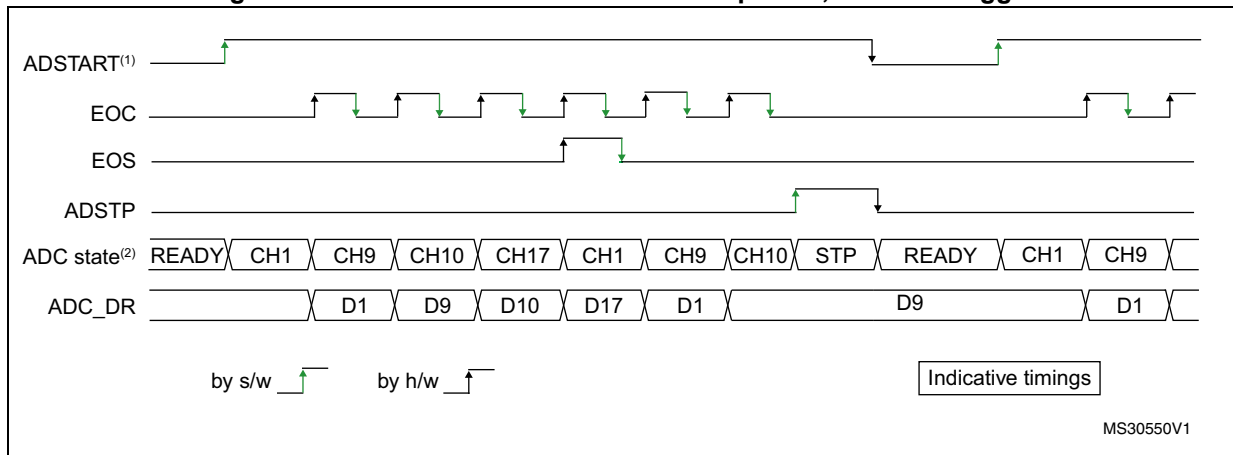 ADSTART(1)
EOC
EOS
ADSTP
ADC state(2) READY CH1 CH9 CH10 CH17 CH1 CH9 CH10 STP READY CH1 CH9
ADC_DR D1 D9 D10 D17 D1 D9 D1
by s/w by h/w Indicative timings
MS30550V1